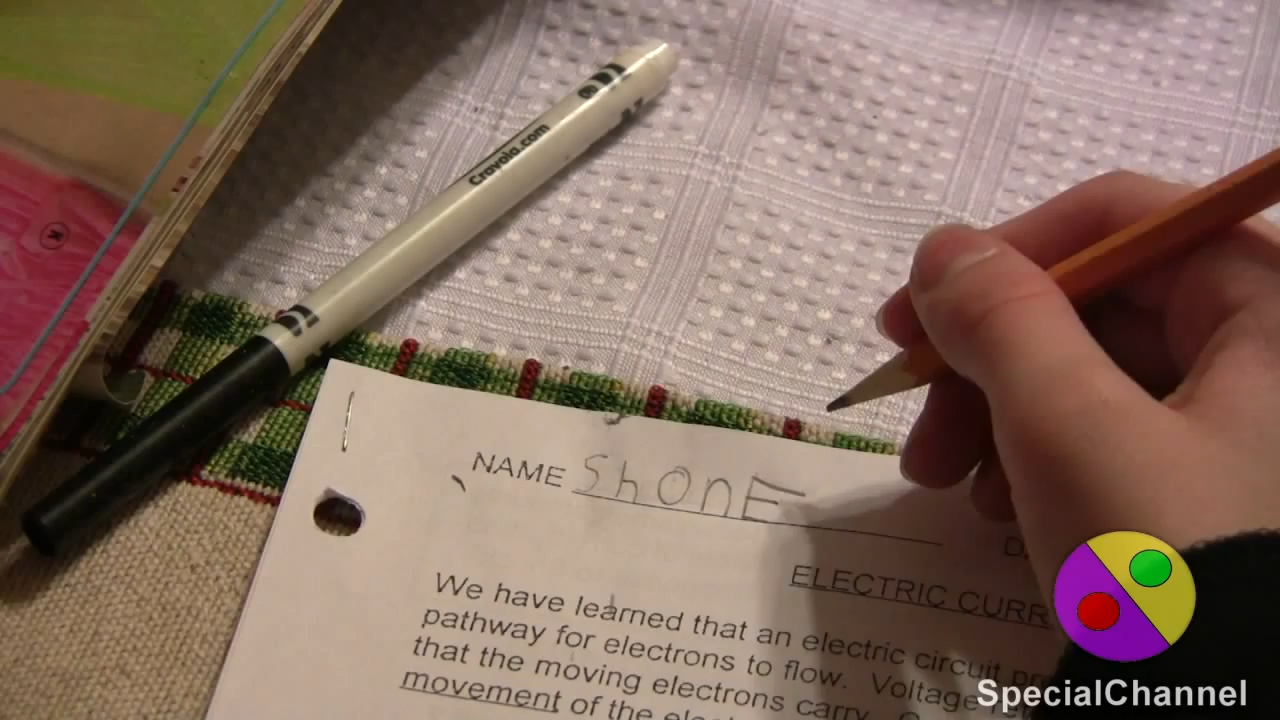 Crayola.com
NAME ShonE
ELECTRIC CURR
We have learned that an electric circuit
pathway for electrons to flow. Voltage
that the moving electrons carry.
movement of the
SpecialChannel